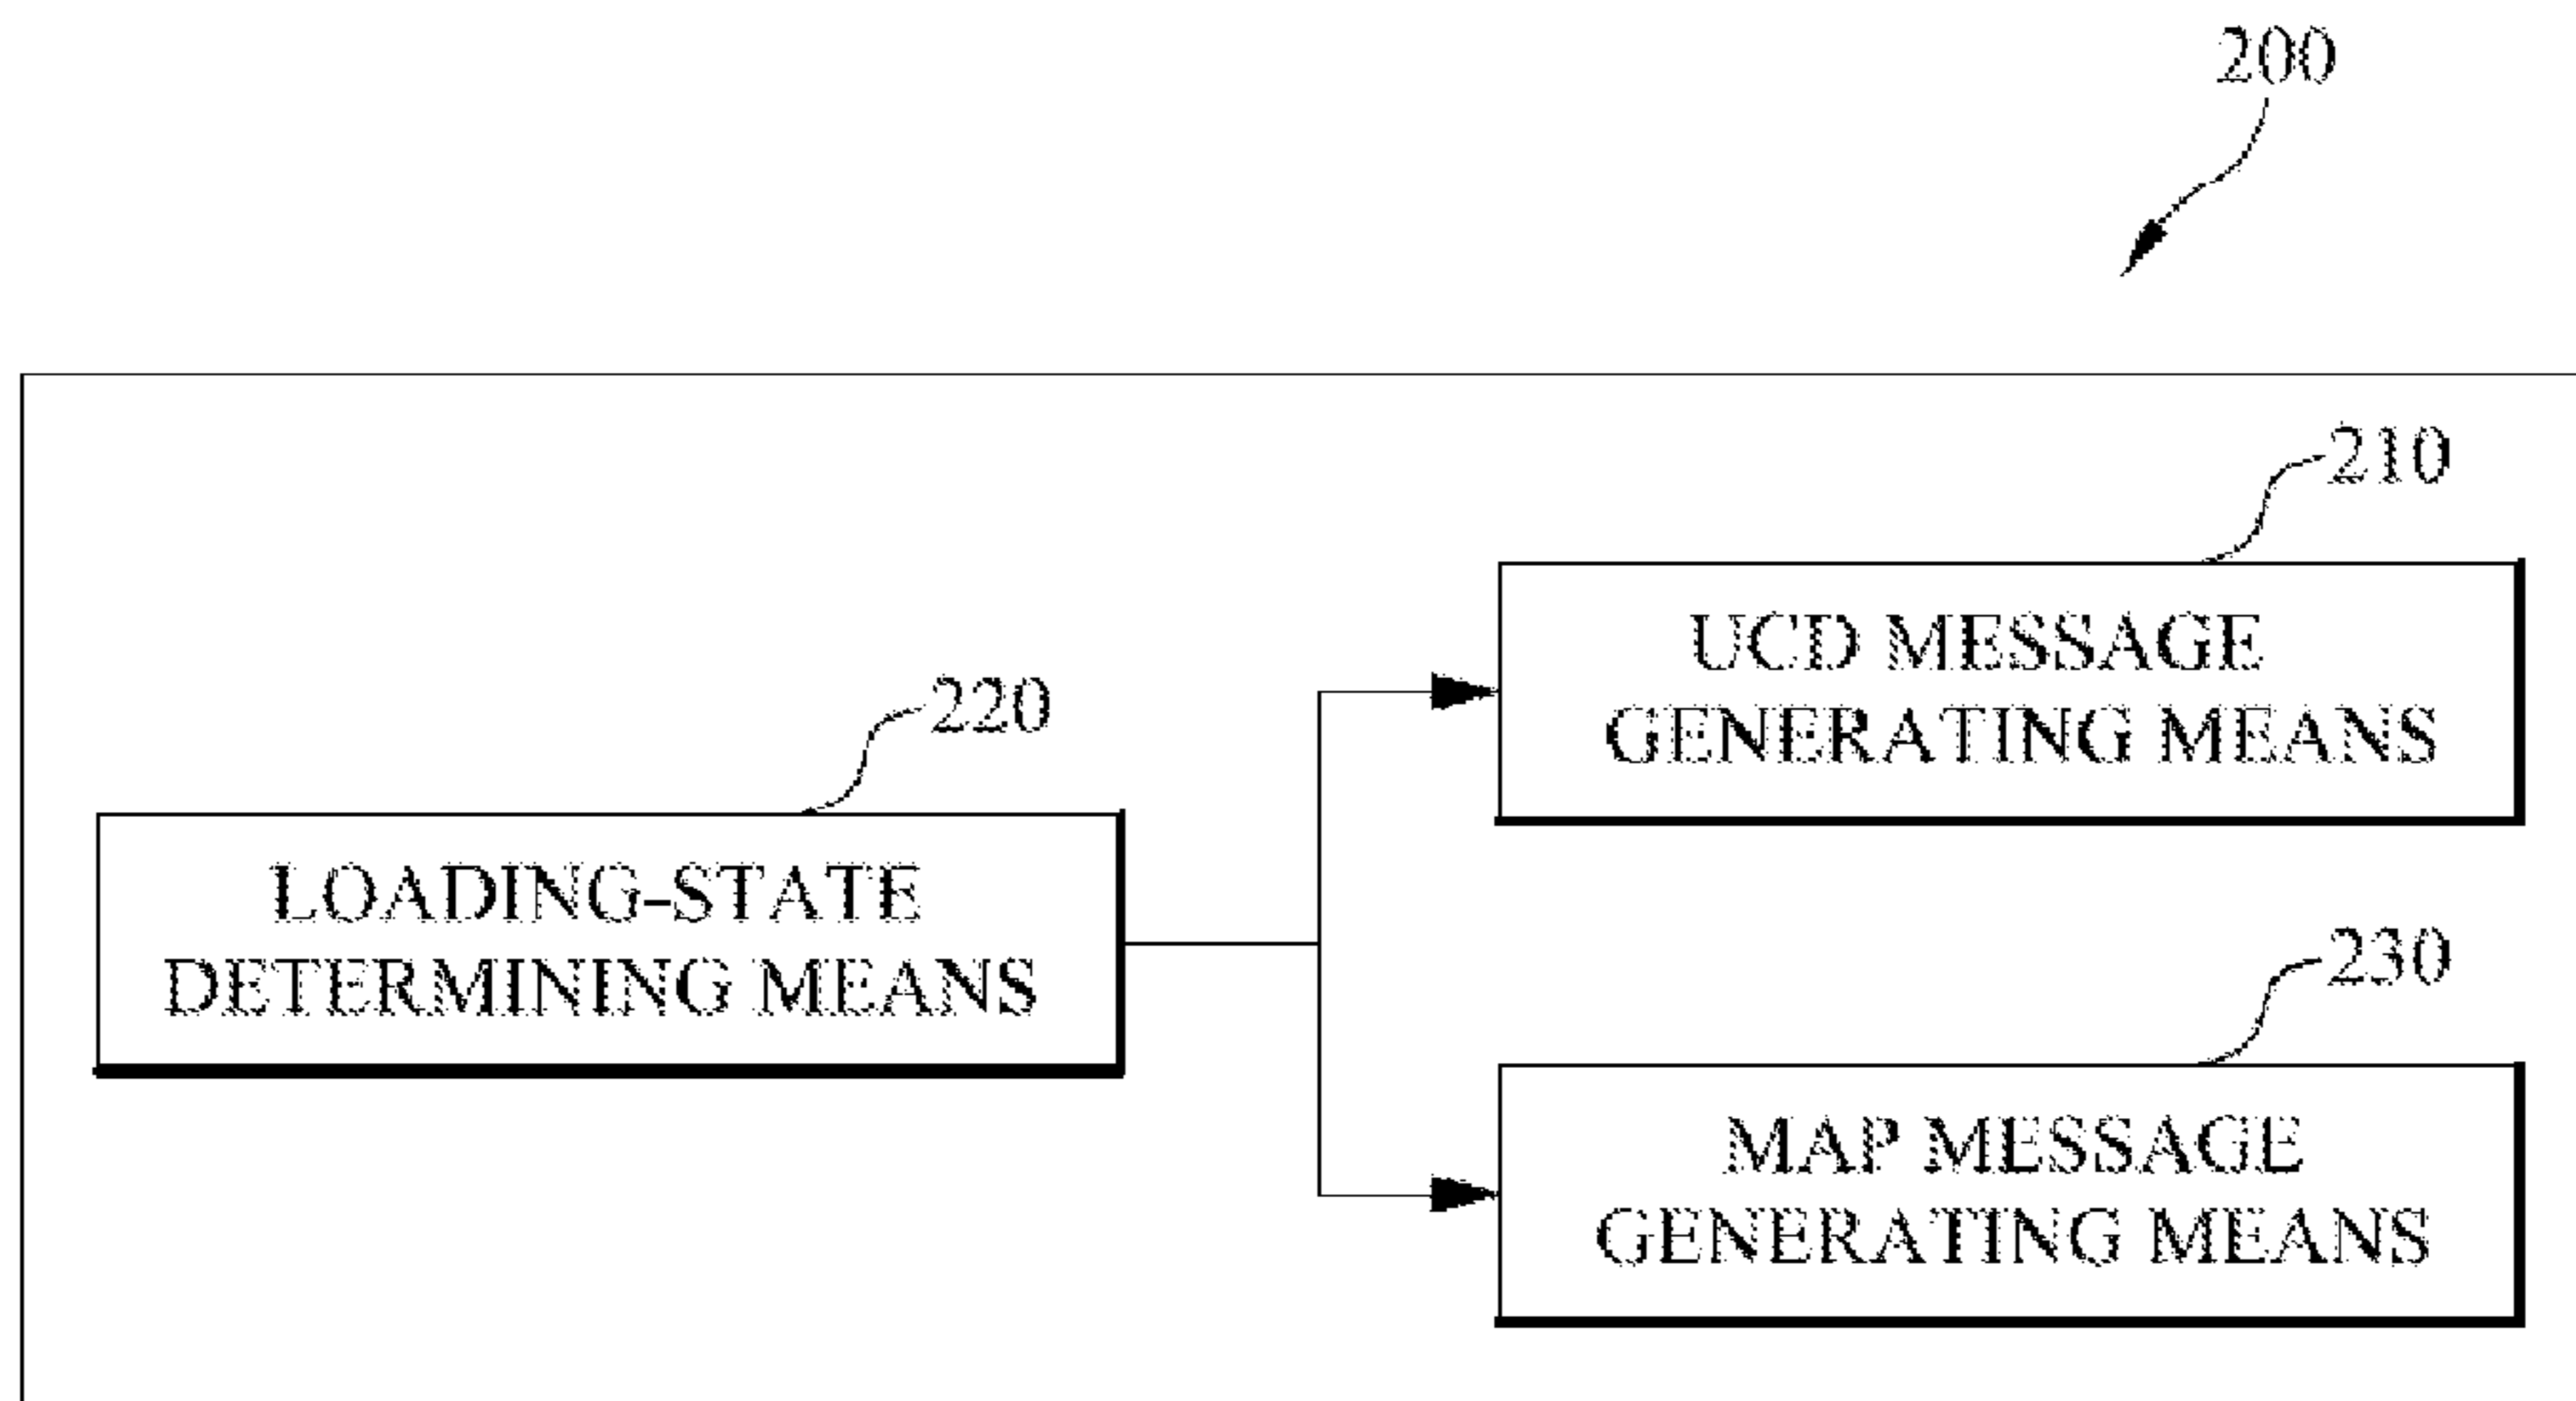 200
210
UCD MESSAGE
GENERATING MEANS
220
LOADING-STATE
DETERMINING MEANS
230
MAP MESSAGE
GENERATING MEANS